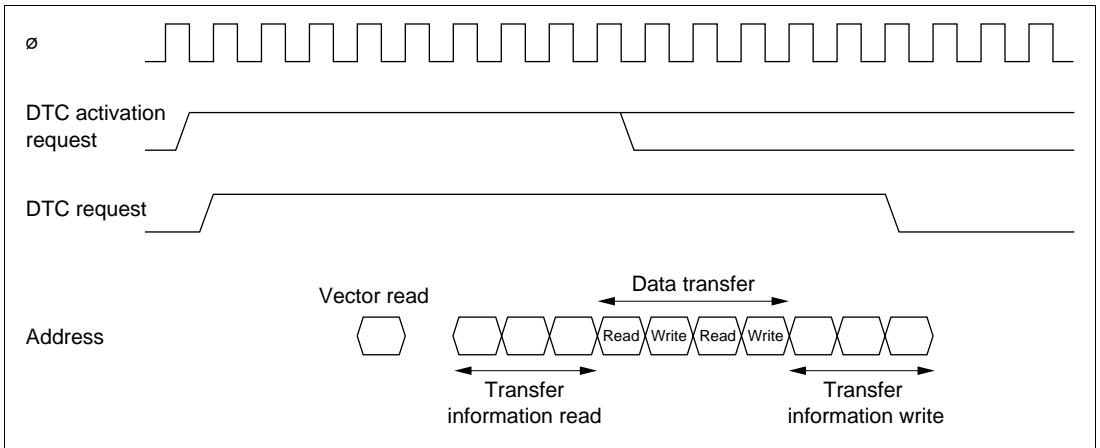 ø
DTC activation
request
DTC request
Data transfer
Vector read
Address
Read Write Read Write
Transfer
information read
Transfer
information write